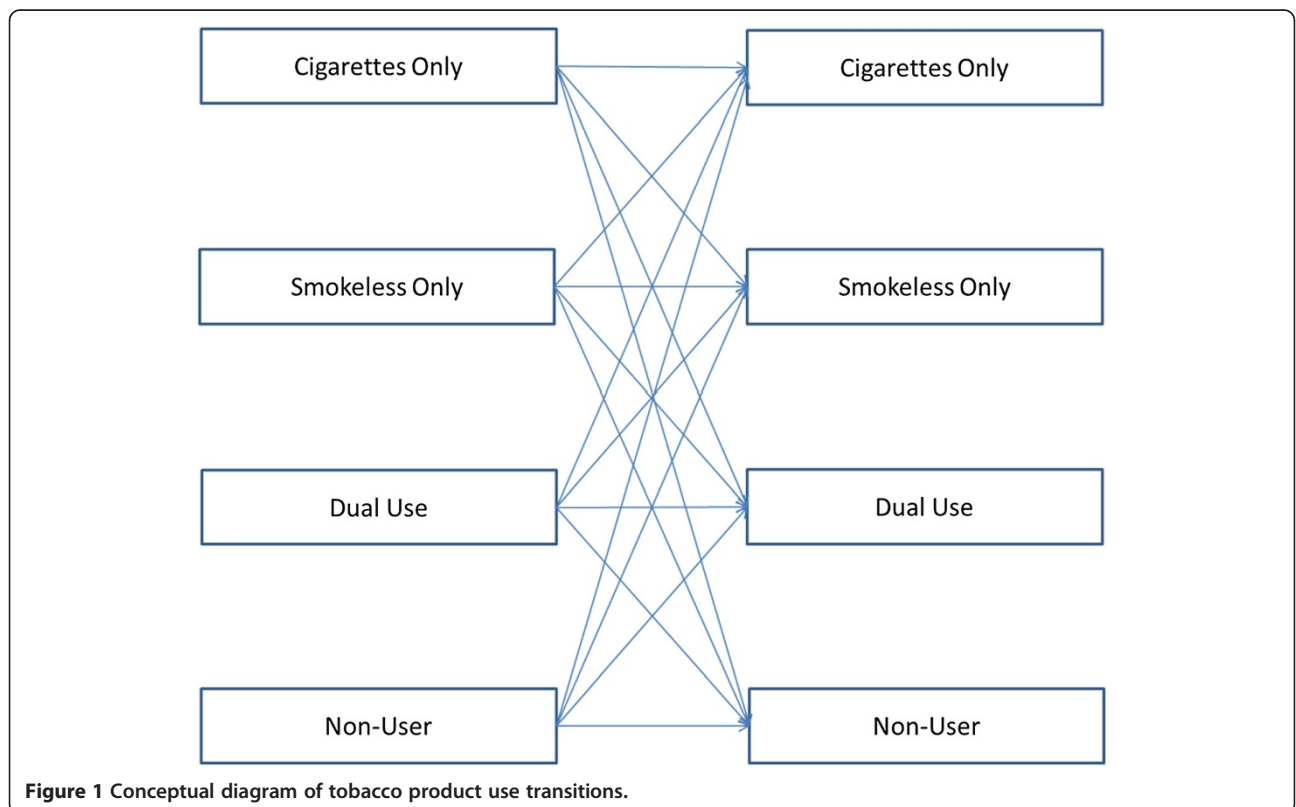 Cigarettes Only
Cigarettes Only
Smokeless Only
Smokeless Only
Dual Use
Dual Use
Non-User
Non-User
Figure 1 Conceptual diagram of tobacco product use transitions.